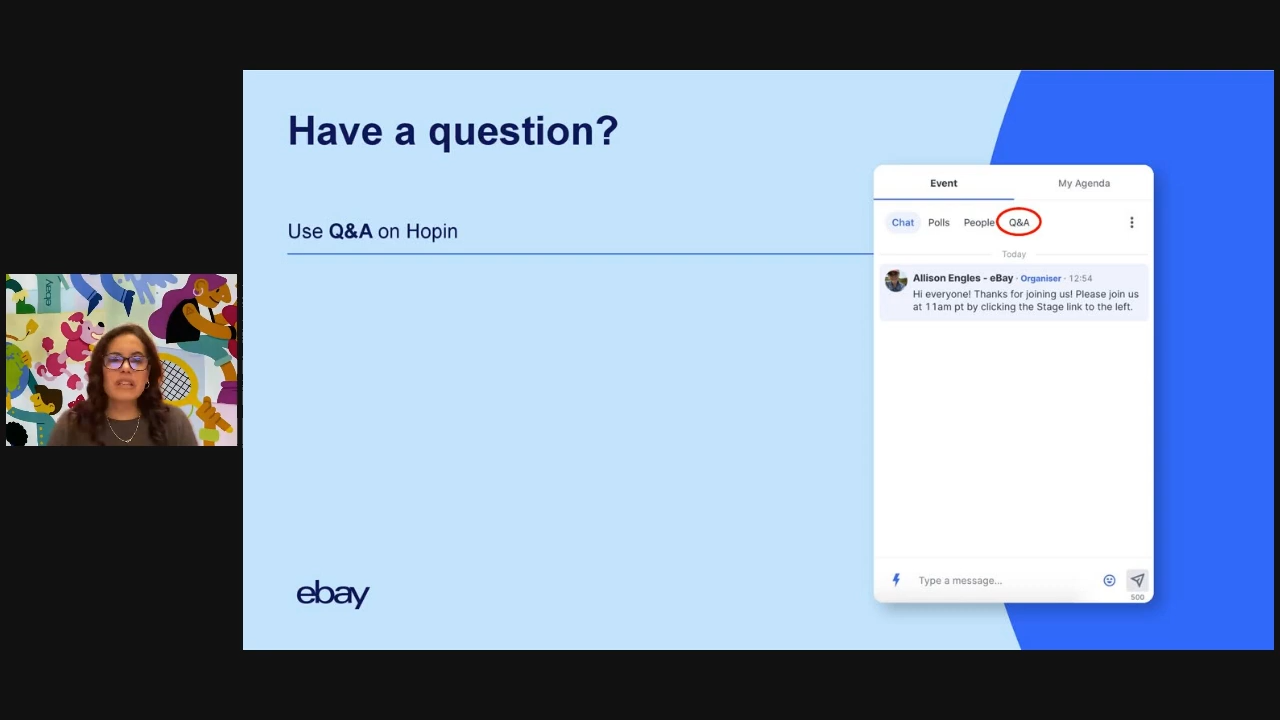 Have a question?
Use Q&A on Hopin
Event
My Agenda
Chat
Polls
People
Q&A
Today
Allison Engles - eBay · Organiser · 12:54
Hi everyone! Thanks for joining us! Please join us
at 11am pt by clicking the Stage link to the left.
Type a message...
500
ebay
ebay